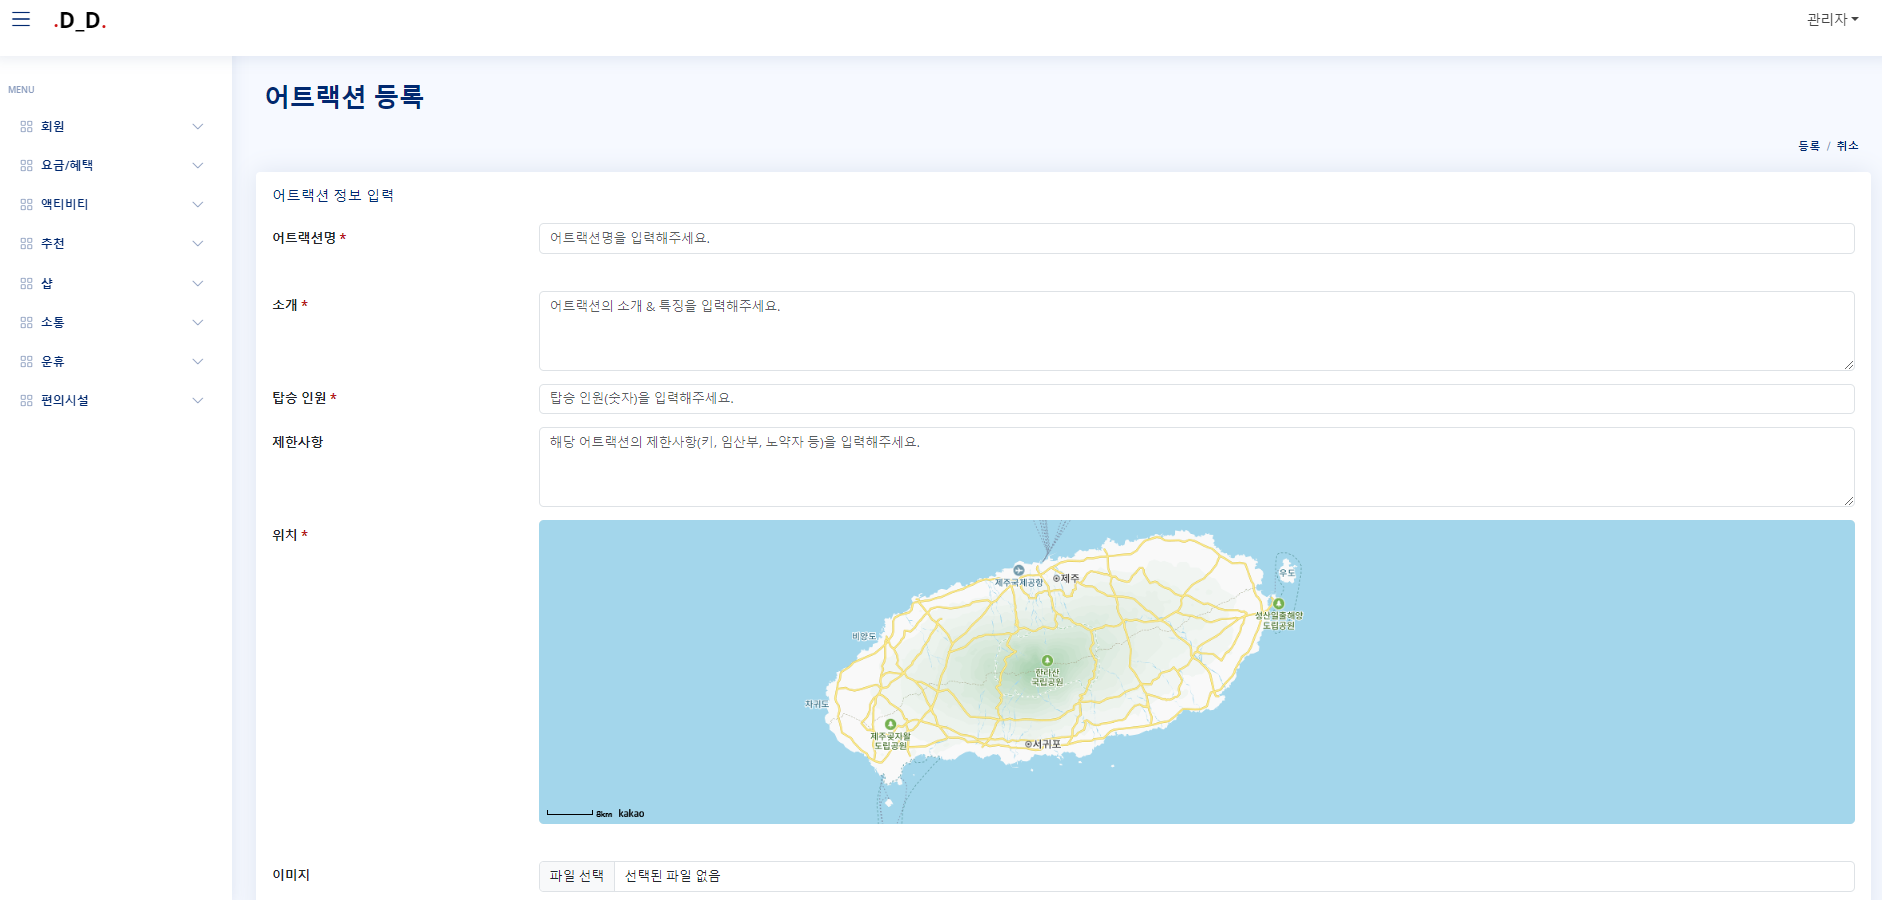 .D_D.
관리자
MENU
회원
요금/혜택
액티비티
추천
샵
소통
운휴
편의시설
어트랙션 등록
등록 / 취소
어트랙션 정보 입력
어트랙션명 *
어트랙션명을 입력해주세요.
소개 *
어트랙션의 소개 & 특징을 입력해주세요.
탑승 인원 *
탑승 인원(숫자)을 입력해주세요.
제한사항
해당 어트랙션의 제한사항(키, 임산부, 노약자 등)을 입력해주세요.
위치 *
제주국제공항
제주
우도
성산일출해양
도립공원
비양도
한라산
국립공원
차귀도
제주곶자왈
도립공원
서귀포
8km kakao
이미지
파일 선택 선택된 파일 없음